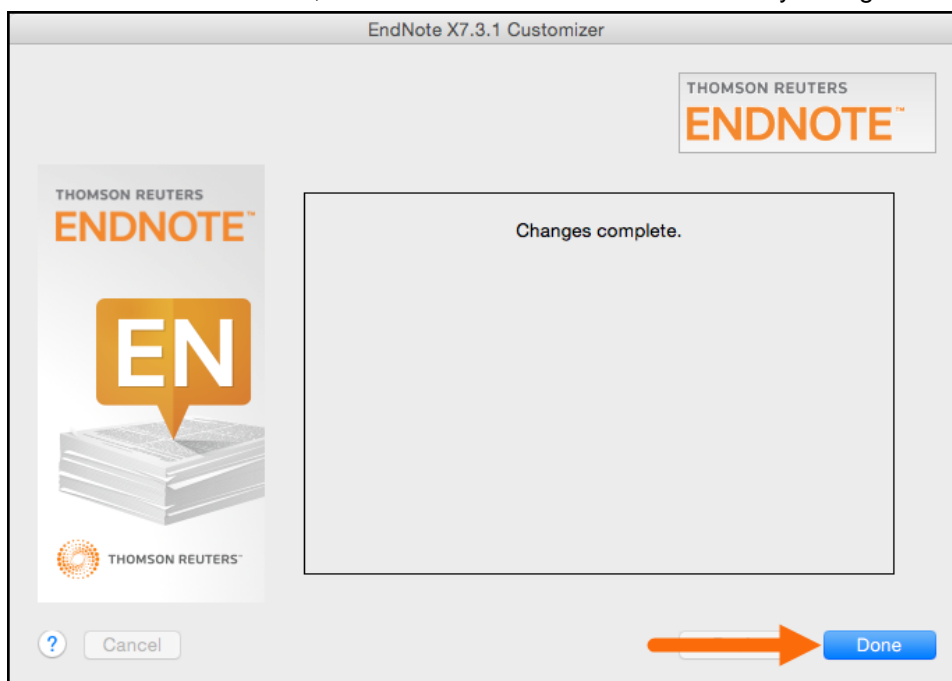 EndNote X7.3.1 Customizer
THOMSON REUTERS
ENDNOTE™
THOMSON REUTERS
ENDNOTE™
Changes complete.
EN
THOMSON REUTERS™
? Cancel
Done